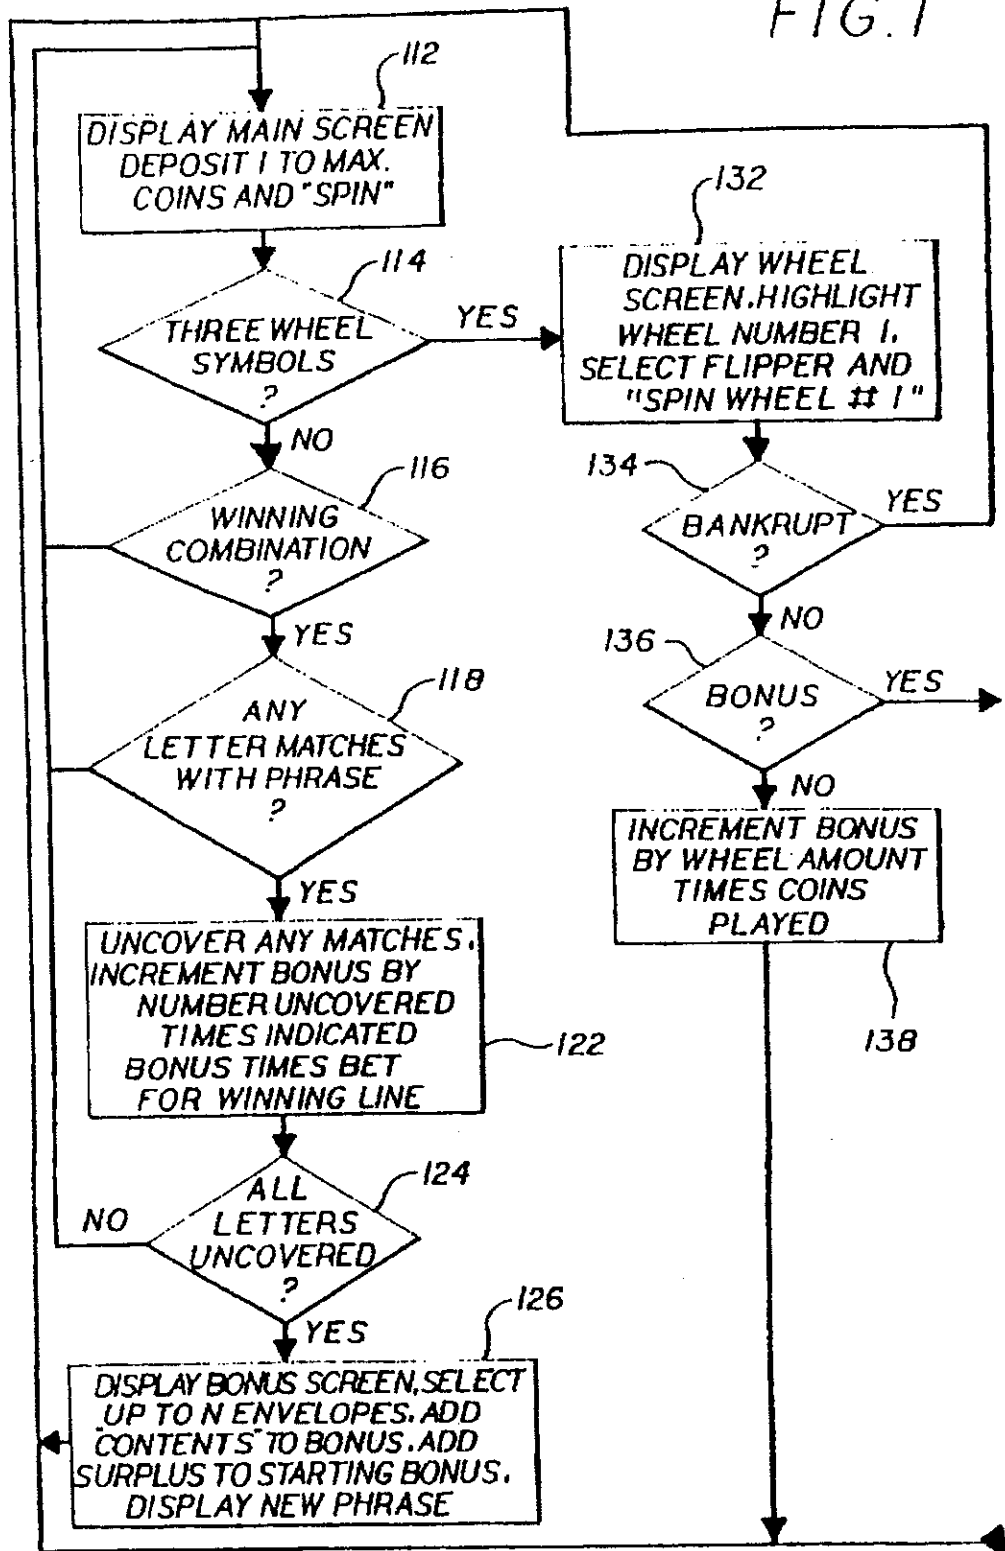 FIG. 1
112
DISPLAY MAIN SCREEN
DEPOSIT 1 TO MAX.
COINS AND "SPIN"
114
THREE WHEEL
SYMBOLS
?
YES
NO
132
DISPLAY WHEEL
SCREEN. HIGHLIGHT
WHEEL NUMBER 1.
SELECT FLIPPER AND
"SPIN WHEEL # 1"
116
WINNING
COMBINATION
?
YES
134
BANKRUPT
?
YES
NO
118
ANY
LETTER MATCHES
WITH PHRASE
?
YES
136
BONUS
?
YES
NO
122
UNCOVER ANY MATCHES.
INCREMENT BONUS BY
NUMBER UNCOVERED
TIMES INDICATED
BONUS TIMES BET
FOR WINNING LINE
138
INCREMENT BONUS
BY WHEEL AMOUNT
TIMES COINS
PLAYED
124
ALL
LETTERS
UNCOVERED
?
NO
YES
126
DISPLAY BONUS SCREEN, SELECT
UP TO N ENVELOPES. ADD
"CONTENTS" TO BONUS. ADD
SURPLUS TO STARTING BONUS.
DISPLAY NEW PHRASE